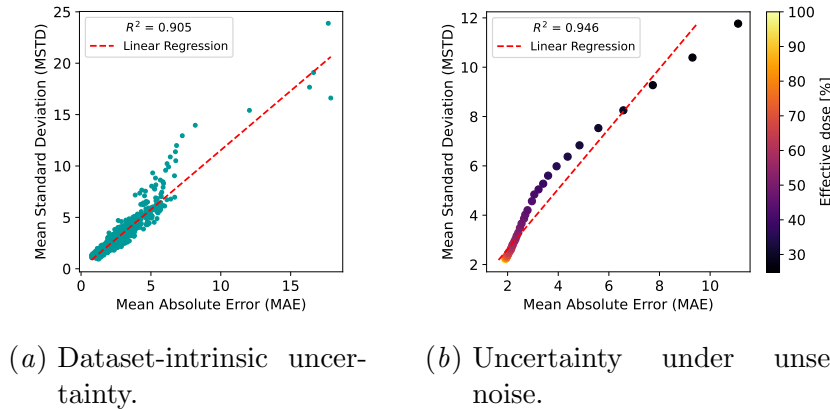 R² = 0.905
Linear Regression
Mean Standard Deviation (MSTD)
25
20
15
10
5
0
0
5
10
15
Mean Absolute Error (MAE)
(a) Dataset-intrinsic uncer-
tainty.
R² = 0.946
Linear Regression
Mean Standard Deviation (MSTD)
12
10
8
6
4
2
2
4
6
8
10
Mean Absolute Error (MAE)
100
90
80
70
60
50
40
30
Effective dose [%]
(b) Uncertainty under unse
noise.